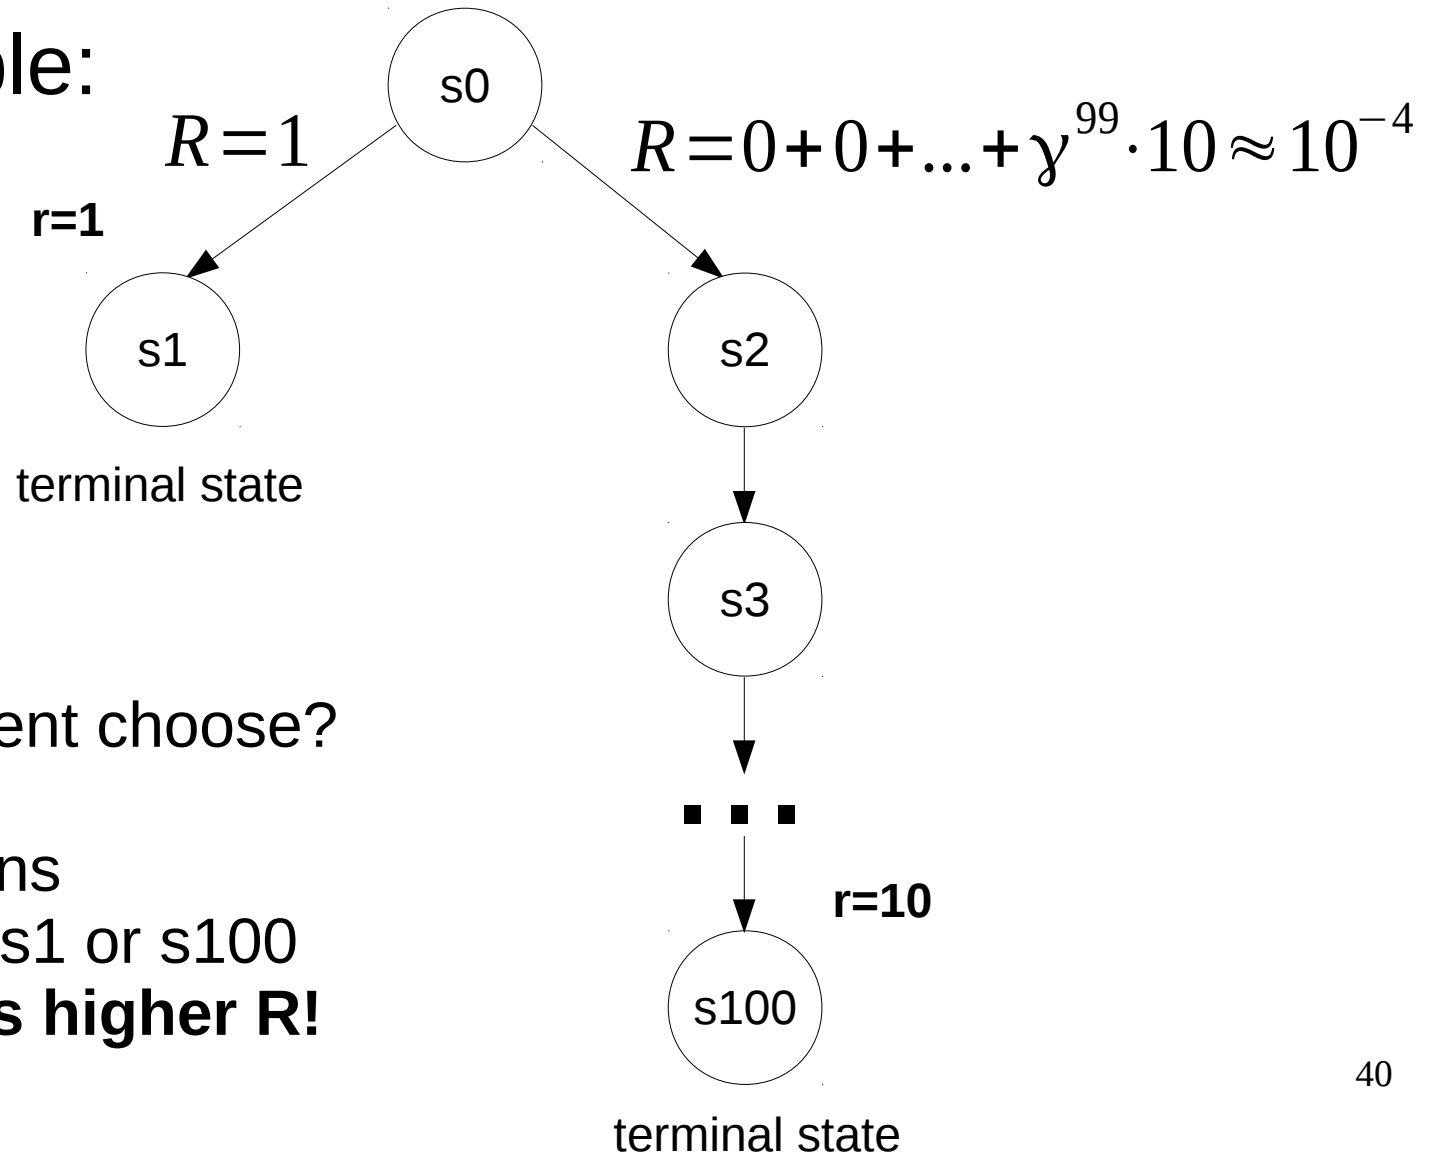 ple:
s0
R=1
R=0+0+...+γ^99·10≈10^−4
r=1
s1
s2
terminal state
s3
ent choose?
...
ns
r=10
s1 or s100
s higher R!
s100
40
terminal state